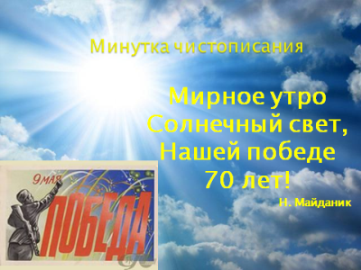 Минутка чистописания
Мирное утро
Солнечный свет,
Нашей победе
70 лет!
Н. Майданик
9 МАЯ
ПОБЕДА